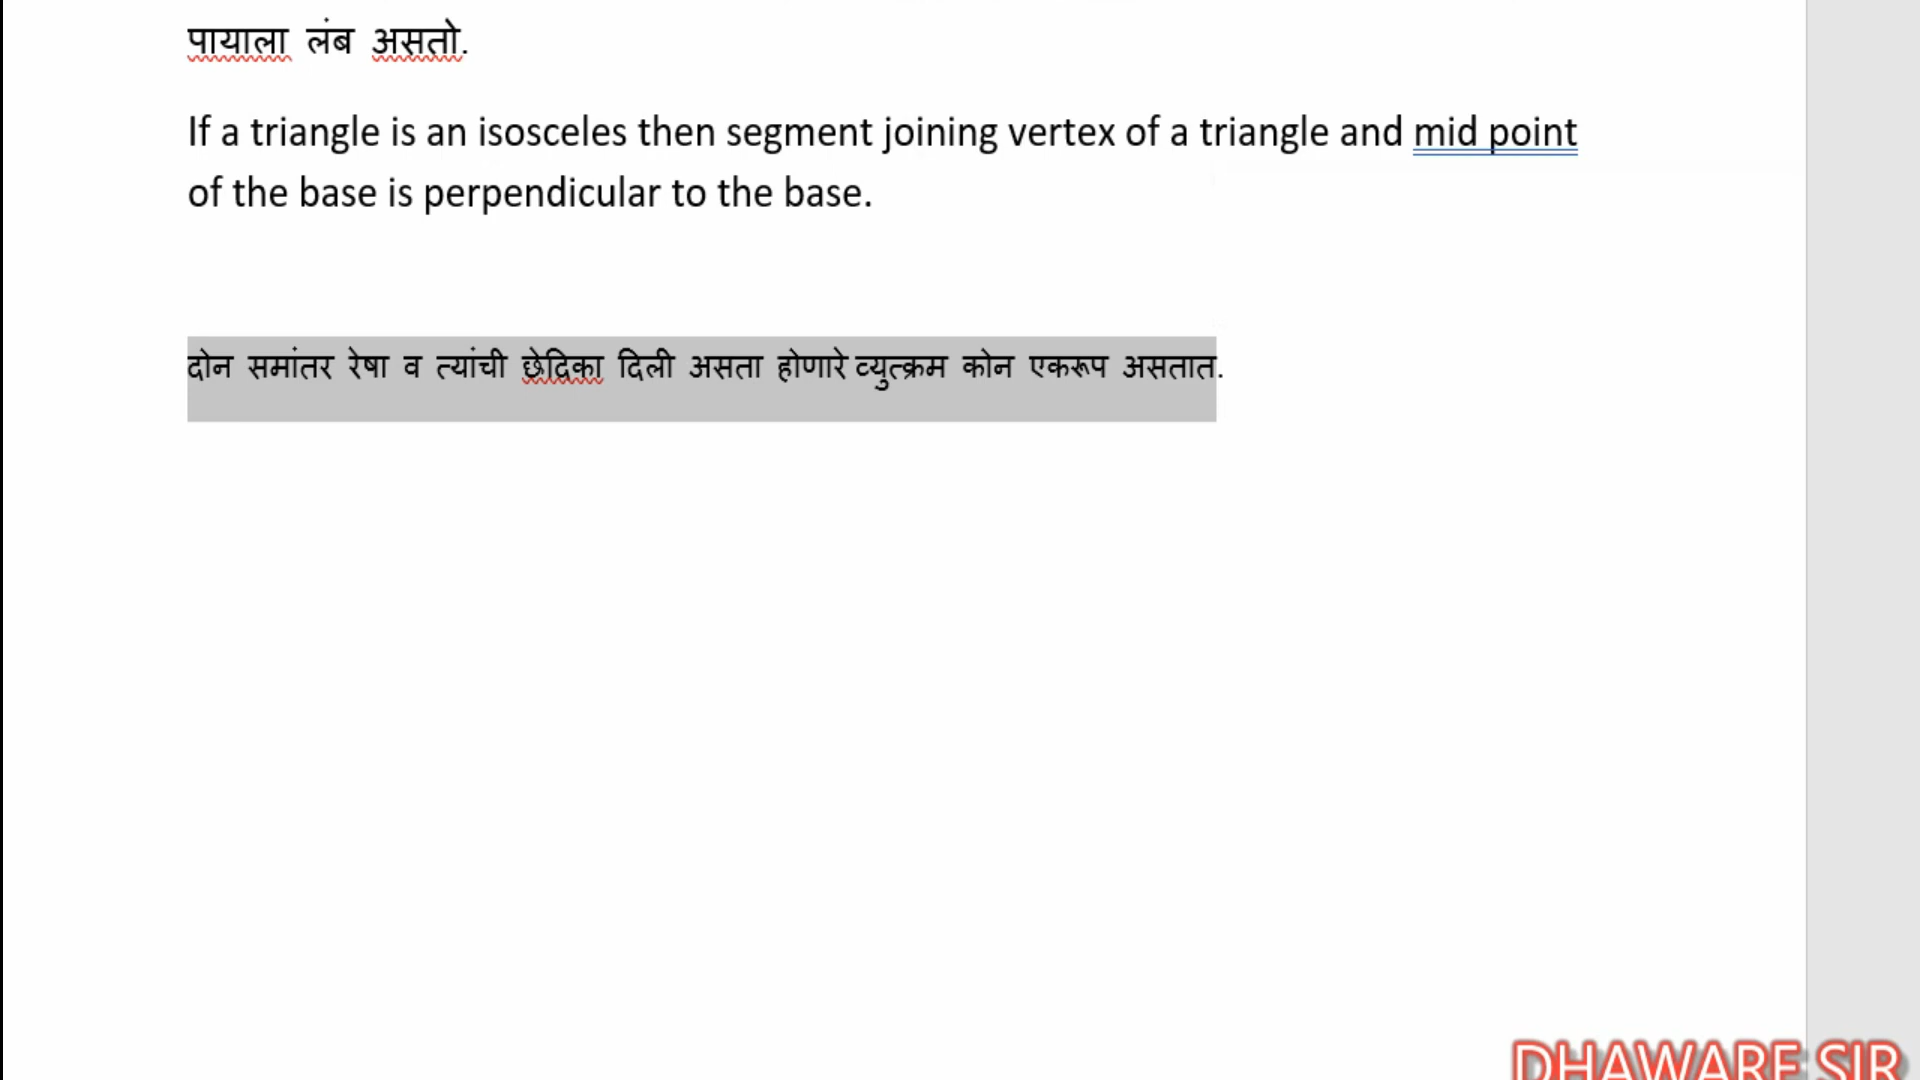 पायाला लंब असतो.
If a triangle is an isosceles then segment joining vertex of a triangle and mid point
of the base is perpendicular to the base.
दोन समांतर रेषा व त्यांची छेदिका दिली असता होणारे व्युत्क्रम कोन एकरूप असतात.
DHAWARE SIR